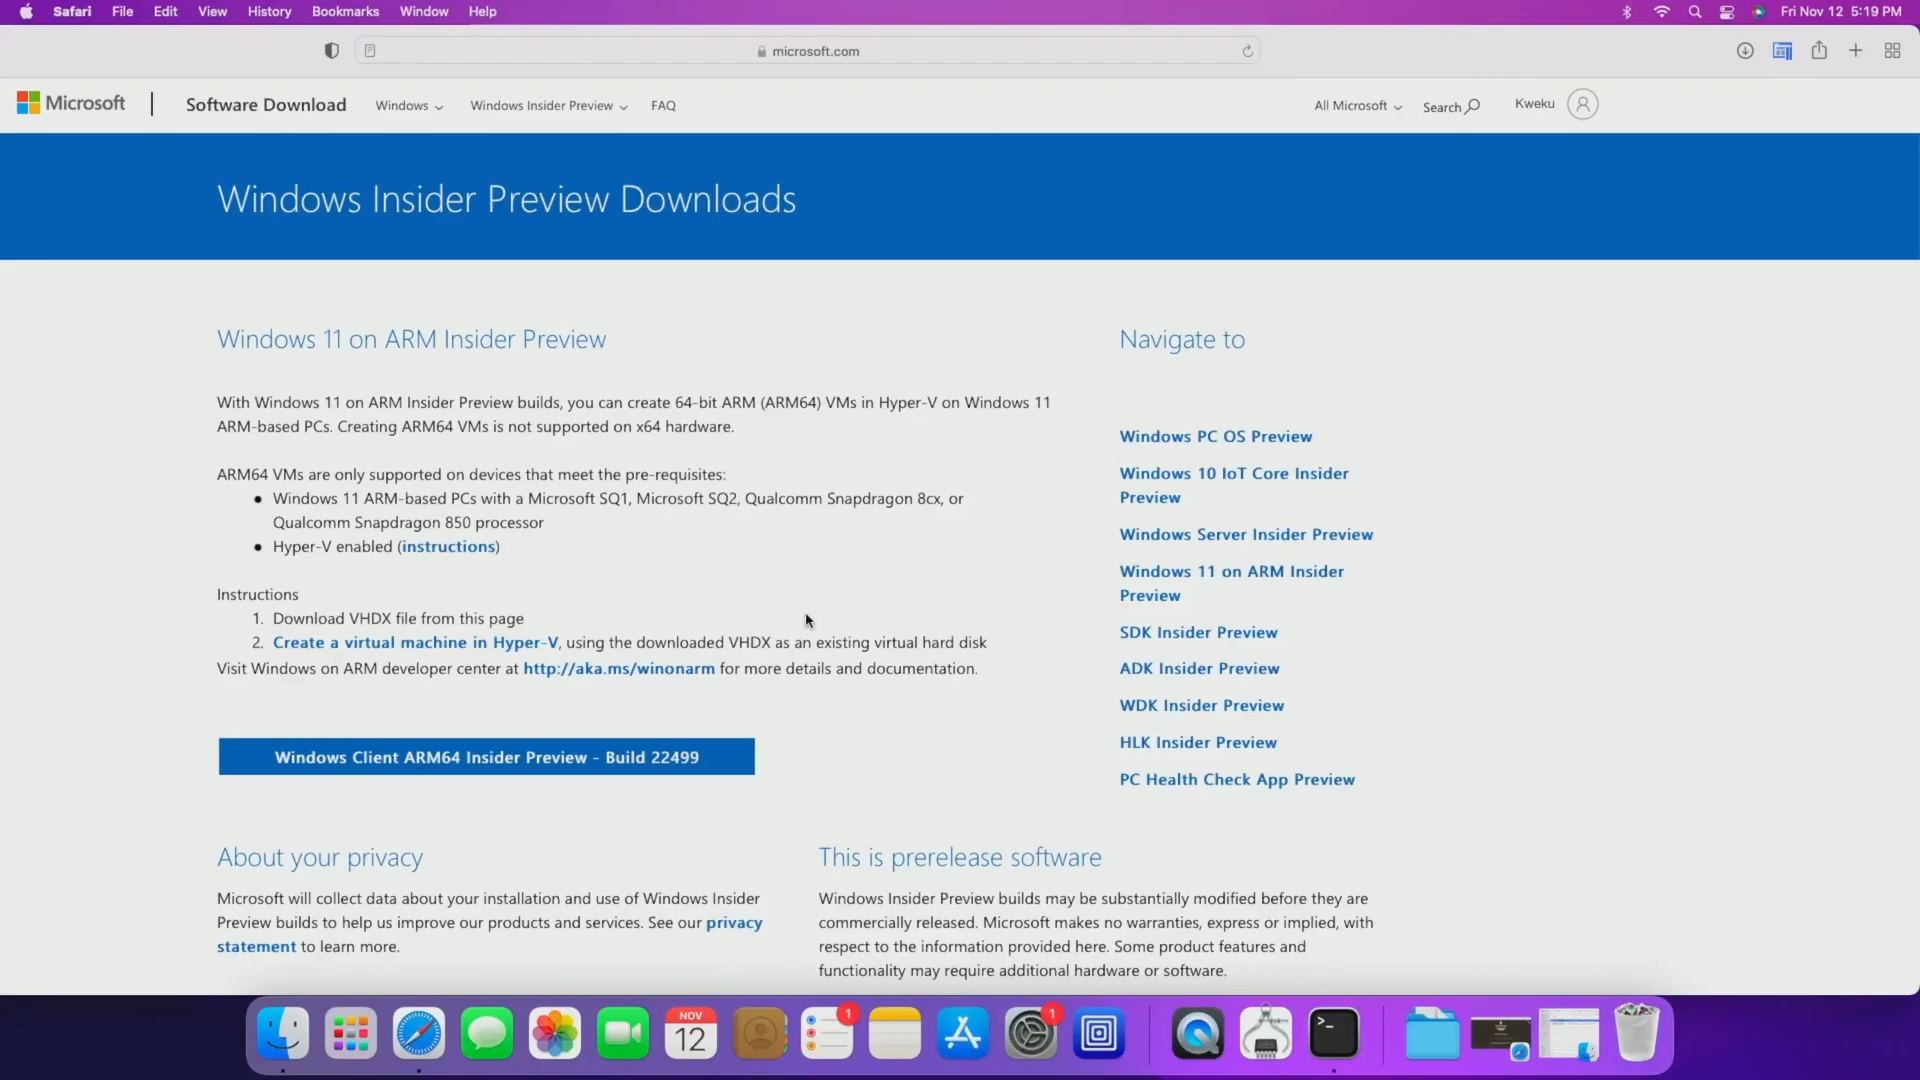 Safari File Edit View History Bookmarks Window Help Fri Nov 12 5:19 PM
microsoft.com
Microsoft Software Download Windows Windows Insider Preview FAQ All Microsoft Search Kweku
Windows Insider Preview Downloads
Windows 11 on ARM Insider Preview
With Windows 11 on ARM Insider Preview builds, you can create 64-bit ARM (ARM64) VMs in Hyper-V on Windows 11
ARM-based PCs. Creating ARM64 VMs is not supported on x64 hardware.
ARM64 VMs are only supported on devices that meet the pre-requisites:
● Windows 11 ARM-based PCs with a Microsoft SQ1, Microsoft SQ2, Qualcomm Snapdragon 8cx, or
Qualcomm Snapdragon 850 processor
● Hyper-V enabled (instructions)
Instructions
1. Download VHDX file from this page
2. Create a virtual machine in Hyper-V, using the downloaded VHDX as an existing virtual hard disk
Visit Windows on ARM developer center at http://aka.ms/winonarm for more details and documentation.
Windows Client ARM64 Insider Preview - Build 22499
Navigate to
Windows PC OS Preview
Windows 10 IoT Core Insider
Preview
Windows Server Insider Preview
Windows 11 on ARM Insider
Preview
SDK Insider Preview
ADK Insider Preview
WDK Insider Preview
HLK Insider Preview
PC Health Check App Preview
About your privacy
Microsoft will collect data about your installation and use of Windows Insider
Preview builds to help us improve our products and services. See our privacy
statement to learn more.
This is prerelease software
Windows Insider Preview builds may be substantially modified before they are
commercially released. Microsoft makes no warranties, express or implied, with
respect to the information provided here. Some product features and
functionality may require additional hardware or software.
NOV
12
1
1
>_